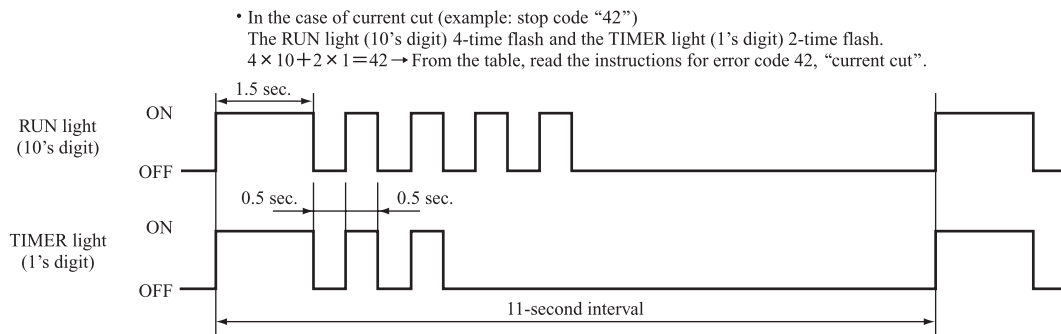 • In the case of current cut (example: stop code “42”)
The RUN light (10’s digit) 4-time flash and the TIMER light (1’s digit) 2-time flash.
4 × 10 + 2 × 1 = 42 → From the table, read the instructions for error code 42, “current cut”.
1.5 sec.
ON
RUN light
(10’s digit)
OFF
0.5 sec.
0.5 sec.
ON
TIMER light
(1’s digit)
OFF
11-second interval